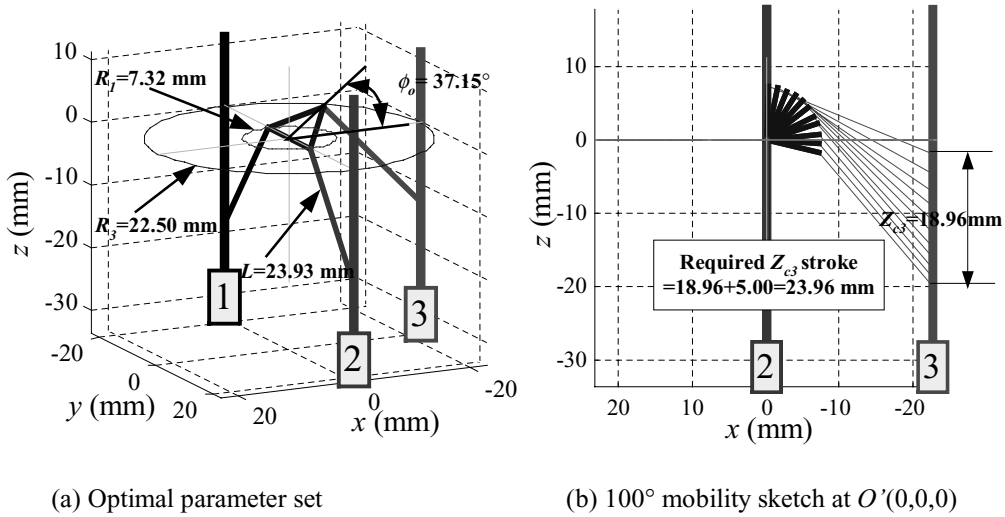 10
0
-10
-20
-30
z (mm)
R1=7.32 mm
ϕo= 37.15°
R3=22.50 mm
L=23.93 mm
1
2
3
-20
0
20
y (mm)
20
0
-20
x (mm)
(a) Optimal parameter set
10
0
-10
-20
-30
z (mm)
Zc3=18.96mm
Required Zc3 stroke
=18.96+5.00=23.96 mm
2
3
20
10
0
-10
-20
x (mm)
(b) 100° mobility sketch at O’(0,0,0)